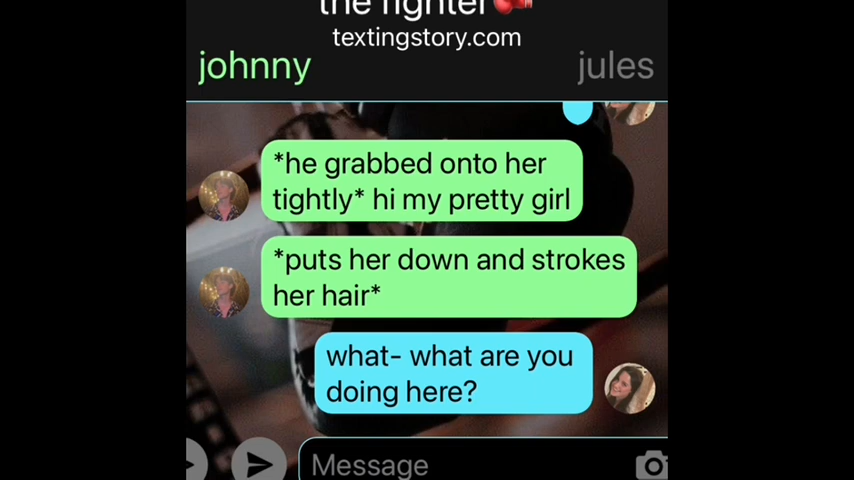 the fighter🥊
textingstory.com
johnny
jules
*he grabbed onto her
tightly* hi my pretty girl
*puts her down and strokes
her hair*
what- what are you
doing here?
Message